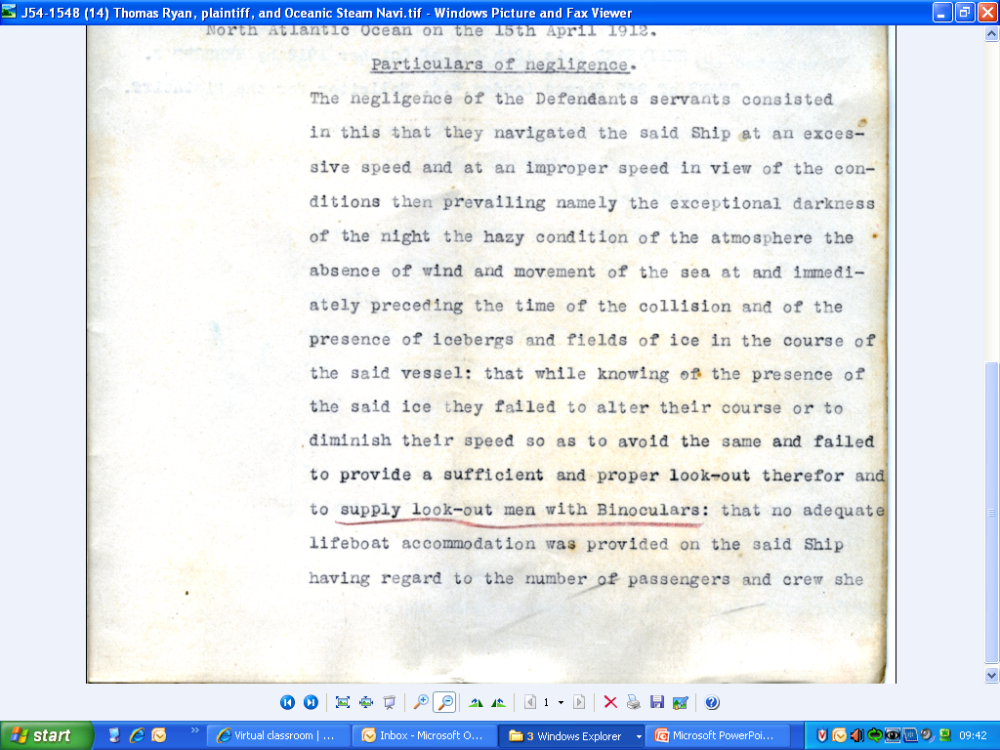 J54-1548 (14) Thomas Ryan, plaintiff, and Oceanic Steam Navi.tif - Windows Picture and Fax Viewer
North Atlantic Ocean on the 15th April 1912.
Particulars of negligence.
The negligence of the Defendants servants consisted
in this that they navigated the said Ship at an exces-
sive speed and at an improper speed in view of the con-
ditions then prevailing namely the exceptional darkness
of the night the hazy condition of the atmosphere the
absence of wind and movement of the sea at and immedi-
ately preceding the time of the collision and of the
presence of icebergs and fields of ice in the course of
the said vessel: that while knowing of the presence of
the said ice they failed to alter their course or to
diminish their speed so as to avoid the same and failed
to provide a sufficient and proper look-out therefor and
to supply look-out men with Binoculars: that no adequate
lifeboat accommodation was provided on the said Ship
having regard to the number of passengers and crew she
1
start
Virtual classroom | ...
Inbox - Microsoft O...
3 Windows Explorer
Microsoft PowerPoi...
09:42